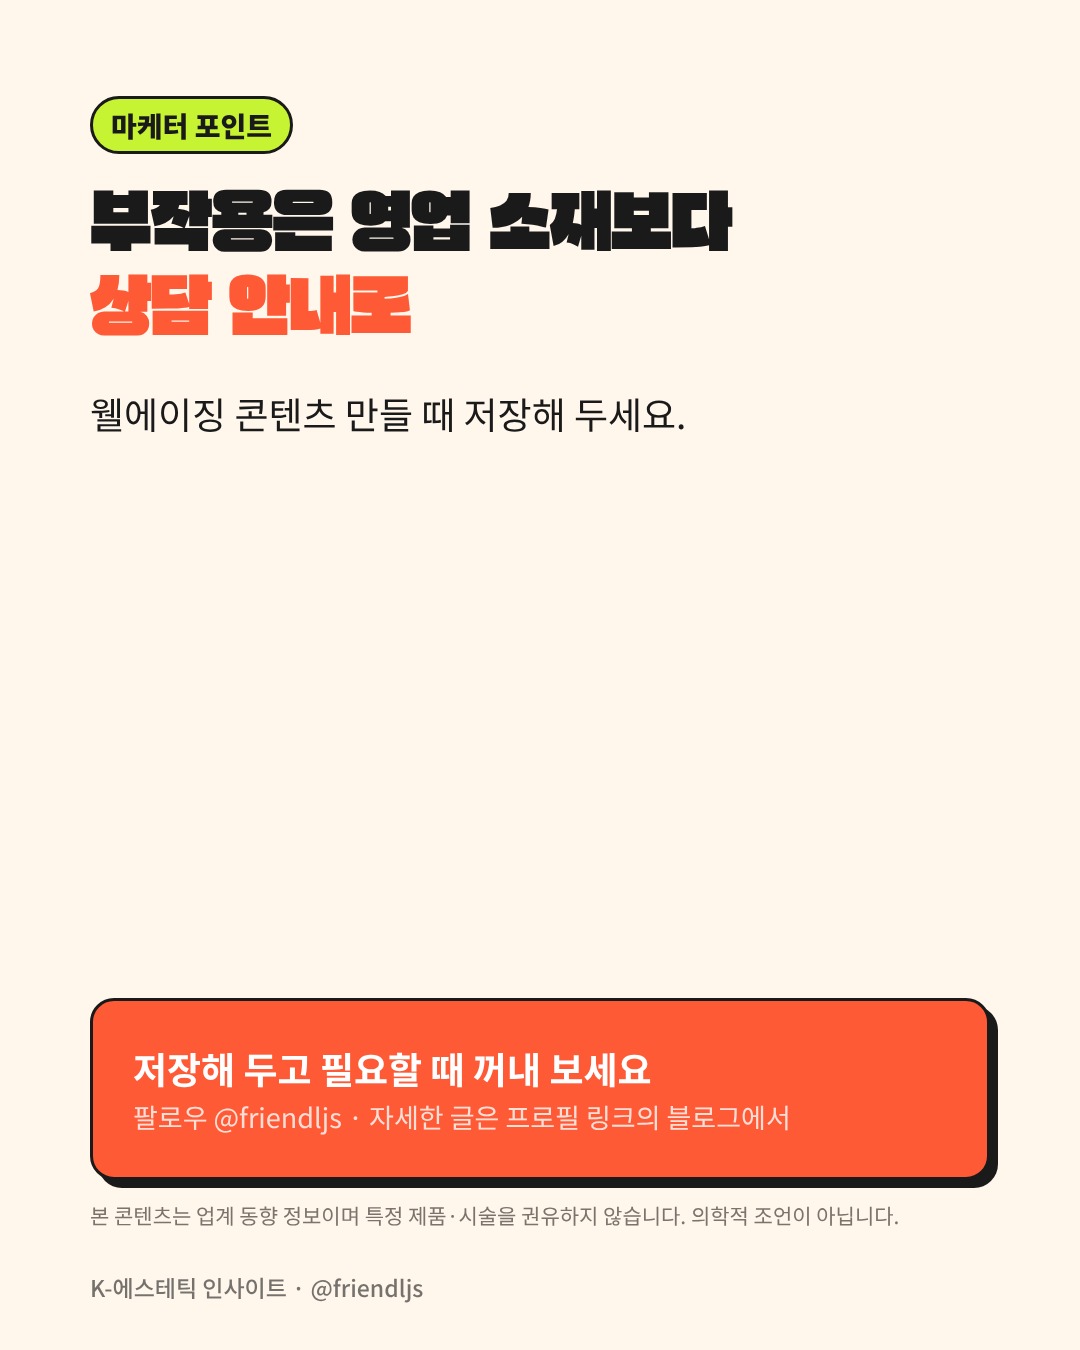 마케터 포인트
부작용은 영업 소재보다
상담 안내로
웰에이징 콘텐츠 만들 때 저장해 두세요.
저장해 두고 필요할 때 꺼내 보세요
팔로우 @friendljs · 자세한 글은 프로필 링크의 블로그에서
본 콘텐츠는 업계 동향 정보이며 특정 제품·시술을 권유하지 않습니다. 의학적 조언이 아닙니다.
K-에스테틱 인사이트 · @friendljs